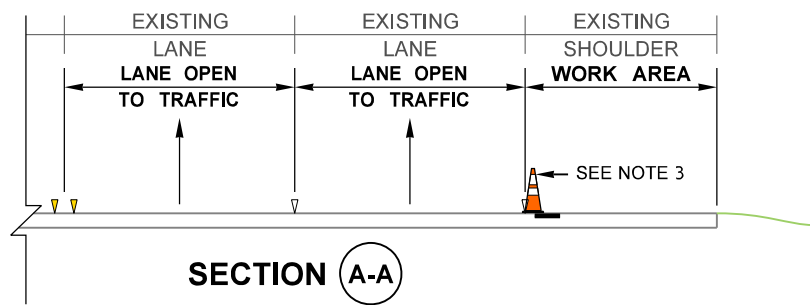 EXISTING EXISTING EXISTING
LANE LANE SHOULDER
LANE OPEN LANE OPEN WORK AREA
TO TRAFFIC TO TRAFFIC
SEE NOTE 3
SECTION A-A